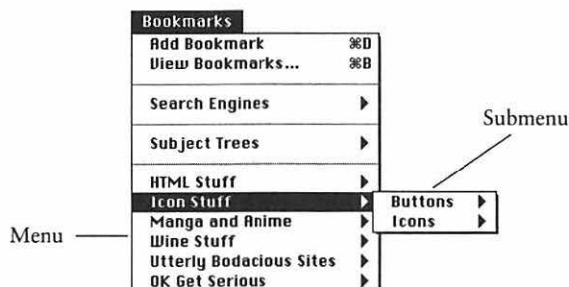 Bookmarks
Add Bookmark ⌘D
View Bookmarks... ⌘B
Search Engines
Subject Trees
HTML Stuff
Icon Stuff
Manga and Anime
Wine Stuff
Utterly Bodacious Sites
OK Get Serious
Buttons
Icons
Submenu
Menu